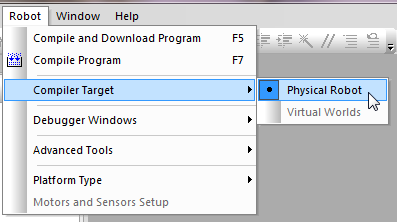 Robot Window Help
Compile and Download Program F5
Compile Program F7
Compiler Target
Physical Robot
Virtual Worlds
Debugger Windows
Advanced Tools
Platform Type
Motors and Sensors Setup